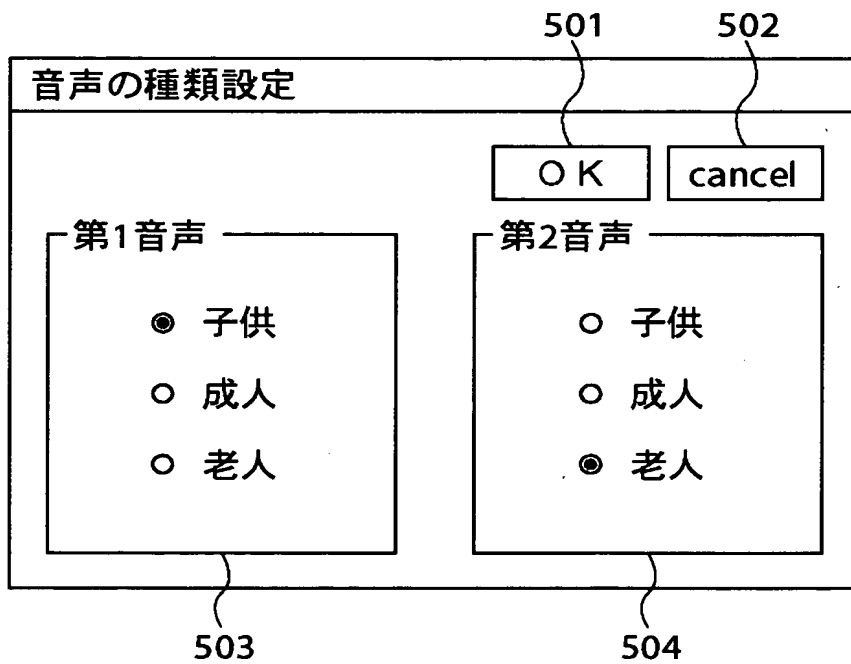 501 502
音声の種類設定
OK cancel
第1音声 第2音声
子供 子供
成人 成人
老人 老人
503 504